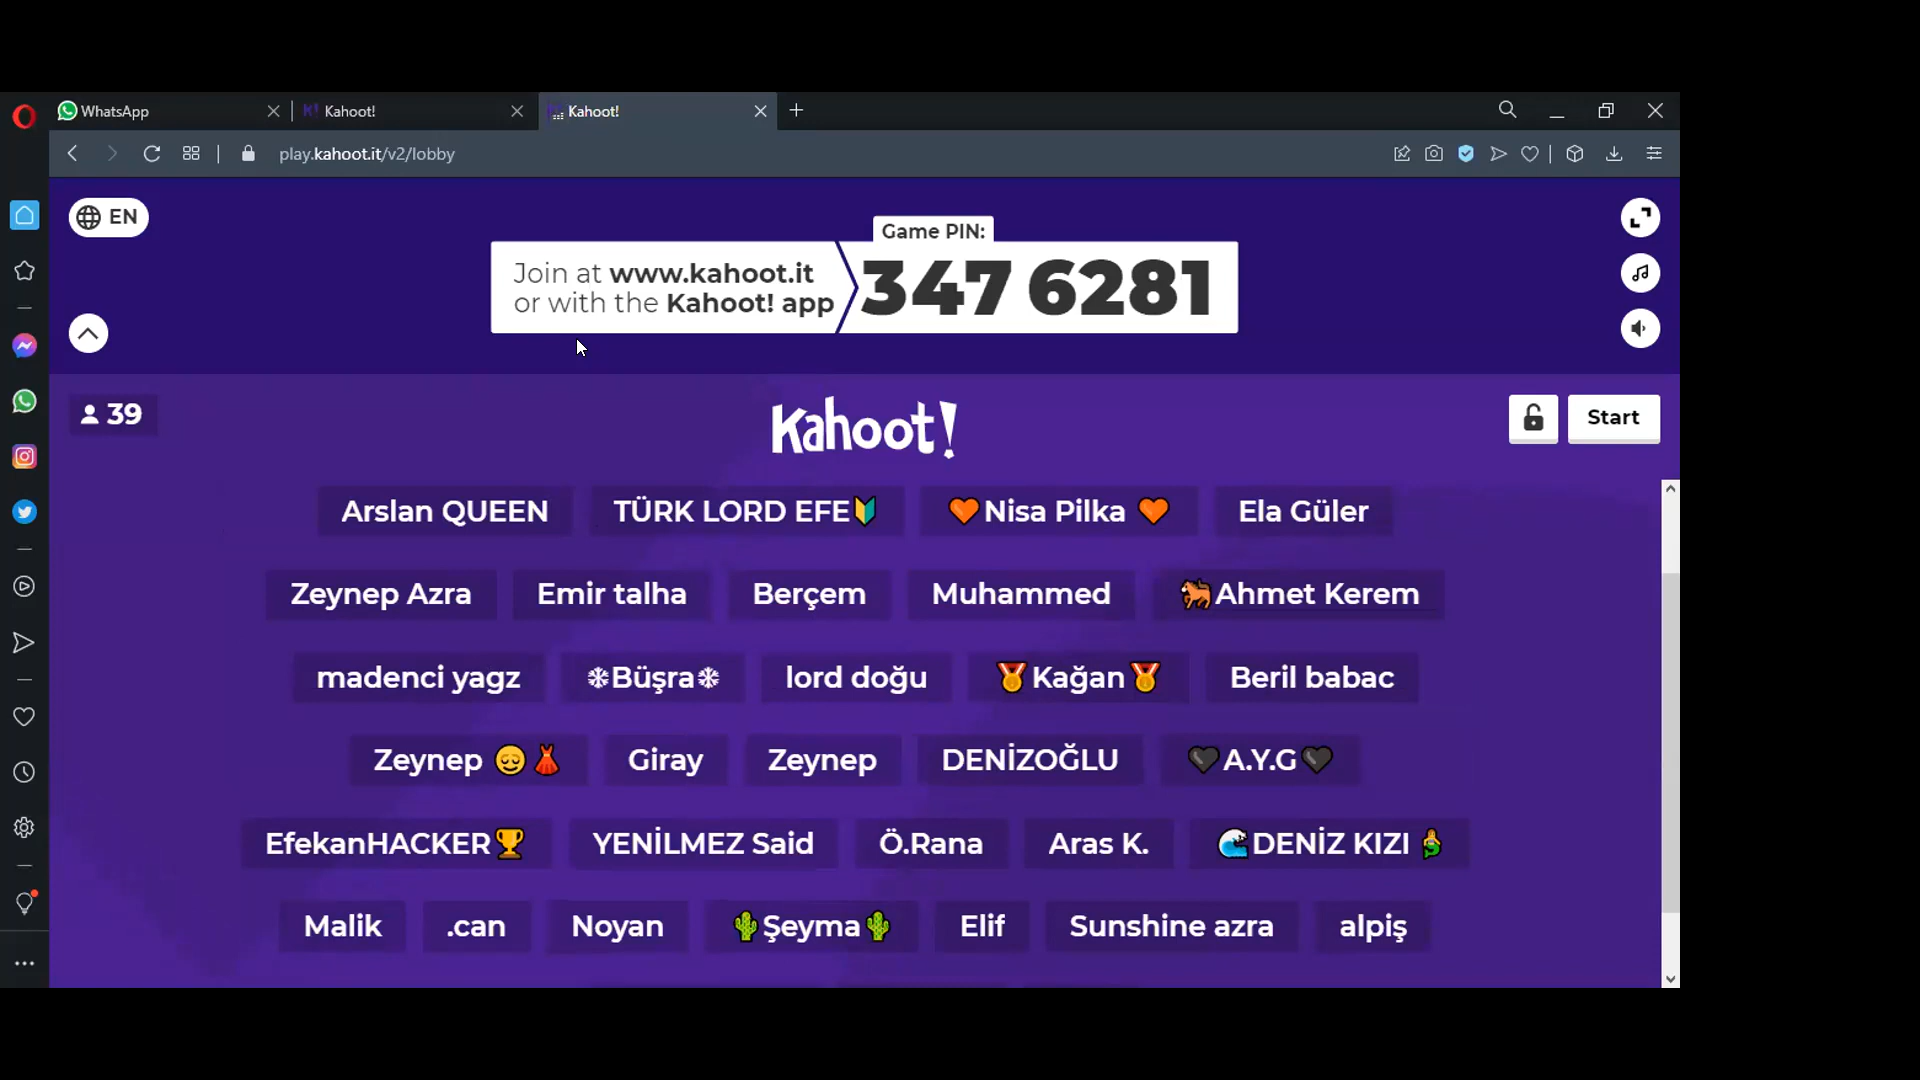 WhatsApp Kahoot! Kahoot!
play.kahoot.it/v2/lobby
EN
Game PIN:
Join at www.kahoot.it
or with the Kahoot! app
347 6281
39
Kahoot!
Start
Arslan QUEEN TÜRK LORD EFE🔰 🧡Nisa Pilka 🧡 Ela Güler
Zeynep Azra Emir talha Berçem Muhammed 🐎Ahmet Kerem
madenci yagz ❄Büşra❄ lord doğu 🏅Kağan🏅 Beril babac
Zeynep 😌💃 Giray Zeynep DENİZOĞLU 🖤A.Y.G🖤
EfekanHACKER🏆 YENİLMEZ Said Ö.Rana Aras K. 🌊DENİZ KIZI 🧜‍♀️
Malik .can Noyan 🌵Şeyma🌵 Elif Sunshine azra alpiş